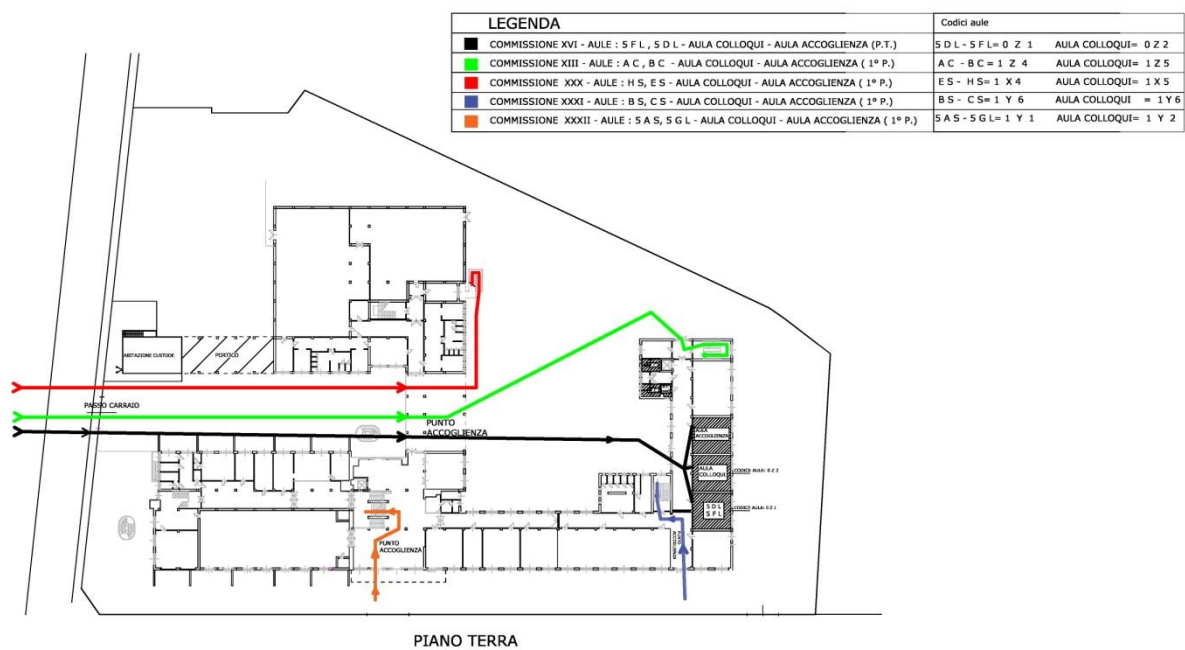 LEGENDA
Codici aule
COMMISSIONE XVI - AULE : 5 F L , 5 D L - AULA COLLOQUI - AULA ACCOGLIENZA (P.T.)
5 D L - 5 F L= 0 Z 1 AULA COLLOQUI= 0 Z 2
COMMISSIONE XIII - AULE : A C , B C - AULA COLLOQUI - AULA ACCOGLIENZA ( 1° P.)
A C - B C= 1 Z 4 AULA COLLOQUI= 1 Z 5
COMMISSIONE XXX - AULE : H S, E S - AULA COLLOQUI - AULA ACCOGLIENZA ( 1° P.)
E S - H S= 1 X 4 AULA COLLOQUI= 1 X 5
COMMISSIONE XXXI - AULE : B S , C S - AULA COLLOQUI - AULA ACCOGLIENZA ( 1° P.)
B S - C S= 1 Y 6 AULA COLLOQUI = 1 Y 6
COMMISSIONE XXXII - AULE : 5 A S, 5 G L - AULA COLLOQUI - AULA ACCOGLIENZA ( 1° P.)
5 A S - 5 G L= 1 Y 1 AULA COLLOQUI= 1 Y 2
ABITAZIONE CUSTODE
PORTICO
PASSO CARRAIO
PUNTO
ACCOGLIENZA
AULA
ACCOGLIENZA
AULA
COLLOQUI
CODICE AULA: 0 Z 2
5 D L
5 F L
CODICE AULA: 0 Z 1
PUNTO
ACCOGLIENZA
PUNTO
ACCOGLIENZA
PIANO TERRA